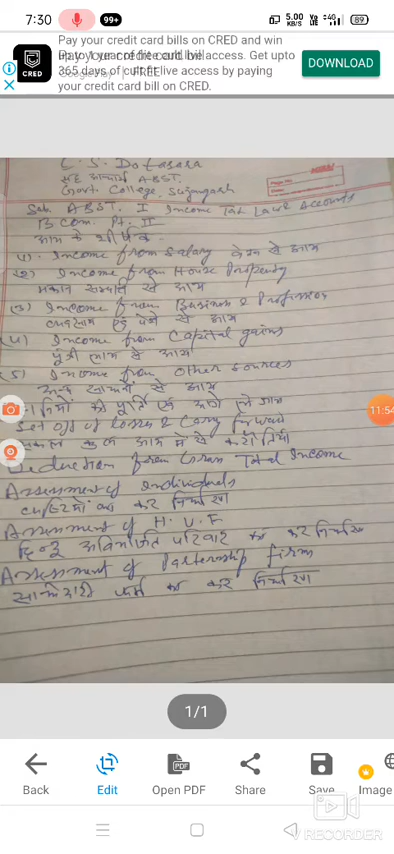 7:30
99+
5.00 KB/S
89
Pay your credit card bills on CRED and win
365 days of
live access by paying
your credit card bill on CRED.
CRED
DOWNLOAD
C. S. Dotasara
सह आचार्य ABST.
Govt. College, Sujangarh
Sub. ABST. I Income Tax Law & Accounts
B Com. Pt. II
आय के शीर्षक
(1) Income from Salary वेतन से आय
(2) Income from House Property
मकान सम्पत्ति से आय
(3) Income from Business & Profession
व्यवसाय एवं पेशे से आय
(4) Income from Capital gains
पूंजी लाभ से आय
(5) Income from Other Sources
अन्य साधनों से आय
की पूर्ति एवं आगे ले जाना
Set off of losses & Carry forward
सकल कुल आय में से कटौतियां
Deduction from Gross Total Income
Assessment of Individuals
व्यक्तियों का कर निर्धारण
Assessment of H. U. F.
हिन्दू अविभाजित परिवार का कर निर्धारण
Assessment of Partnership firm
साझेदारी फर्म का कर निर्धारण
11:54
1/1
Back
Edit
Open PDF
Share
Save
Image
RECORDER